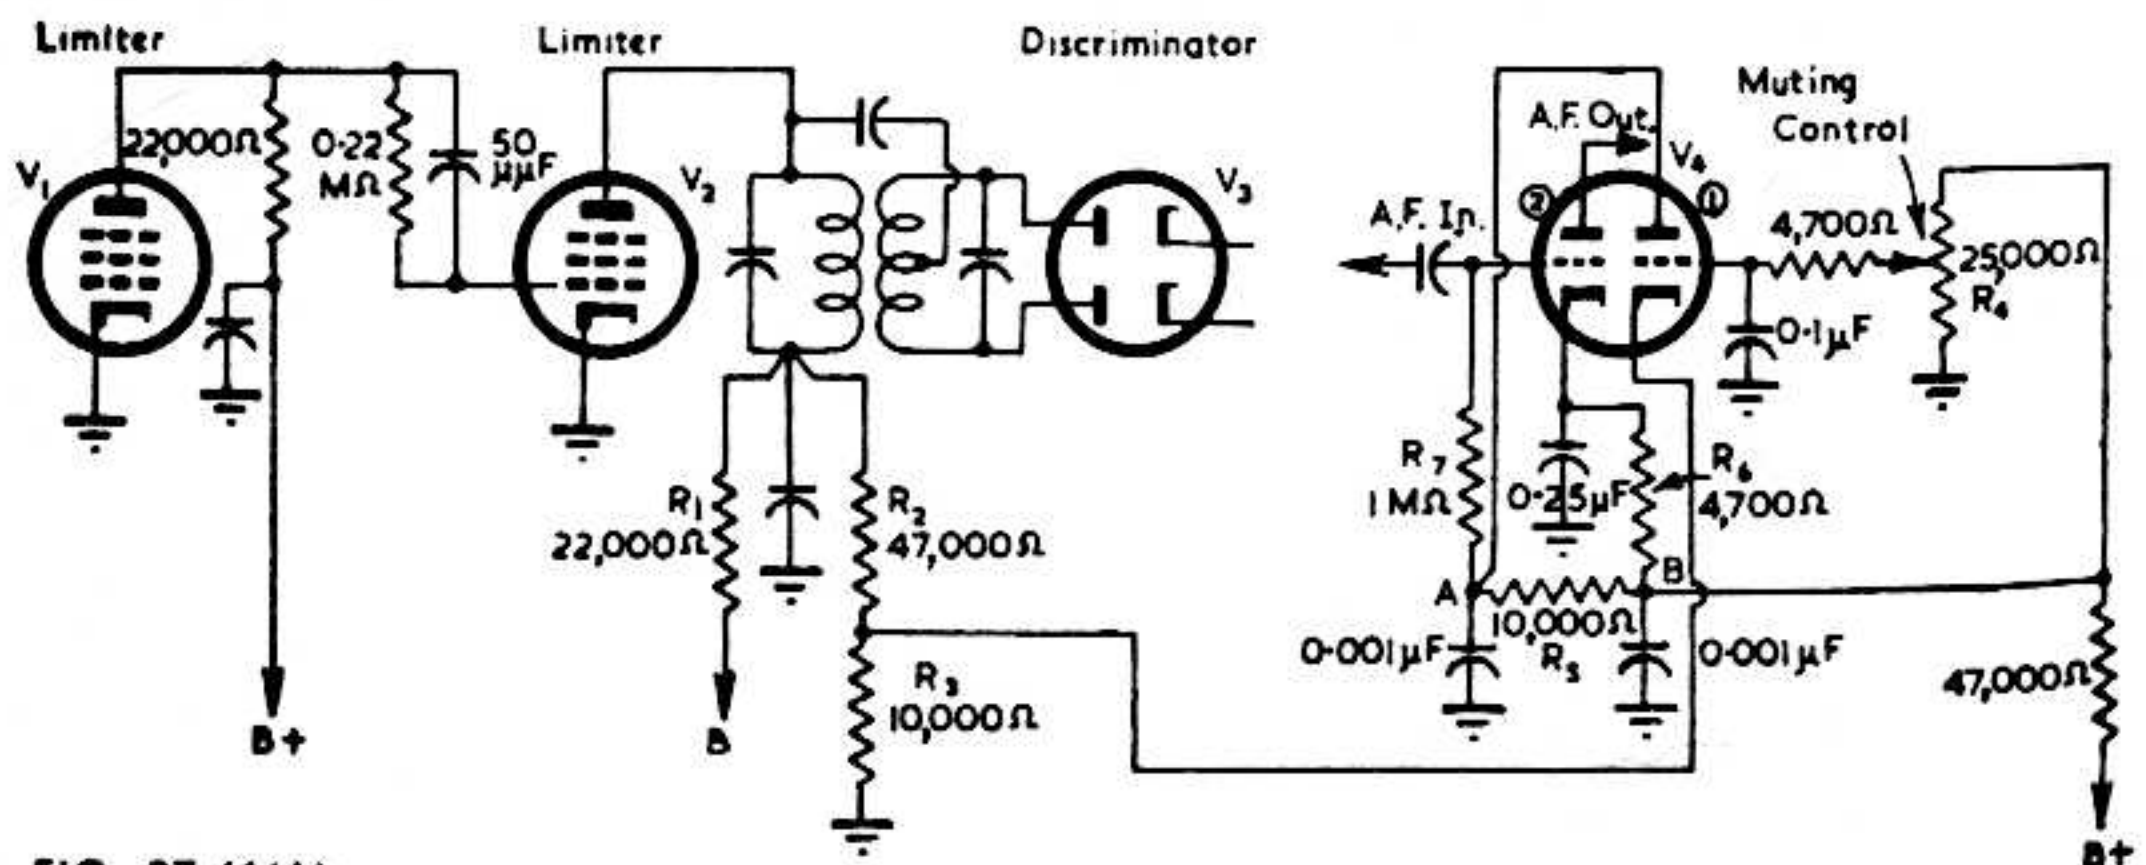 Limiter
Limiter
Discriminator
Muting
Control
A.F. Out.
V4
22,000Ω
0·22
MΩ
50
μμF
V1
V2
V3
②
①
A.F. In.
4,700Ω
25,000Ω
R4
0·1μF
R1
22,000Ω
R2
47,000Ω
R7
1 MΩ
0·25μF
R6
4,700Ω
A
B
10,000Ω
R5
0·001μF
0·001μF
R3
10,000Ω
47,000Ω
B+
B
B+